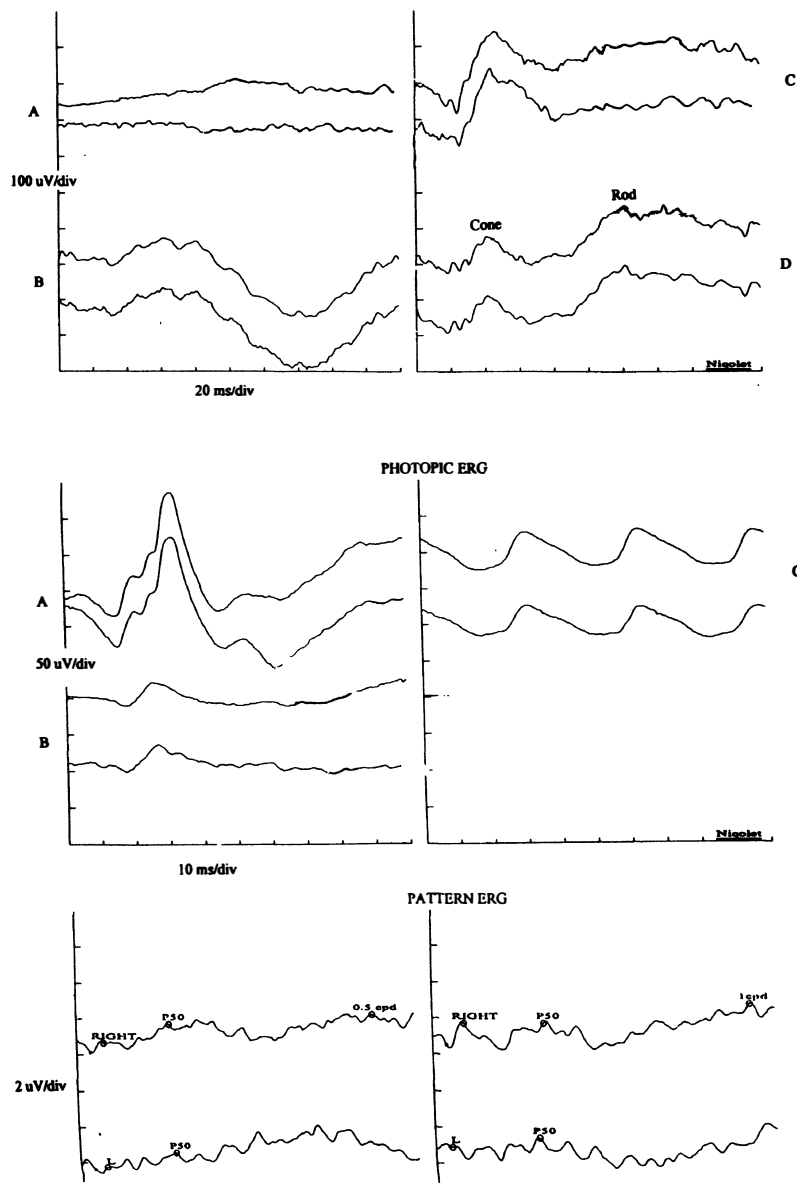 A
C
100 uV/div
Cone
Rod
B
D
Nicolet
20 ms/div
PHOTOPIC ERG
A
C
50 uV/div
B
Nicolet
10 ms/div
PATTERN ERG
RIGHT
P50
0.5 cpd
RIGHT
P50
1cpd
2 uV/div
L
P50
L
P50